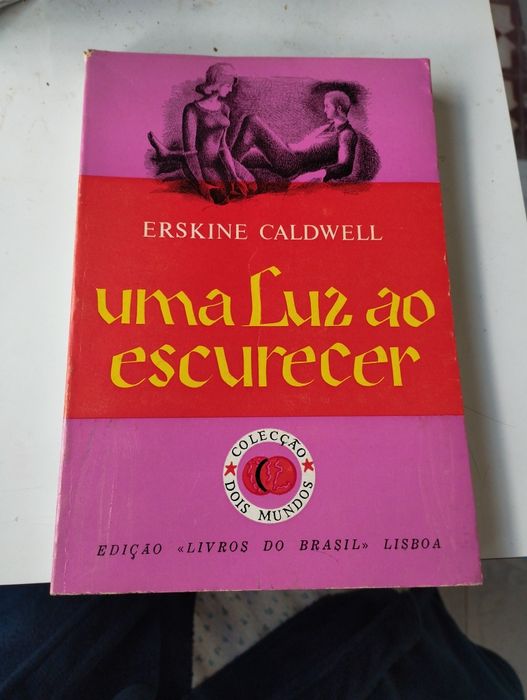 ERSKINE CALDWELL
uma Luz ao
escurecer
COLECÇÃO
DOIS MUNDOS
EDIÇÃO «LIVROS DO BRASIL» LISBOA